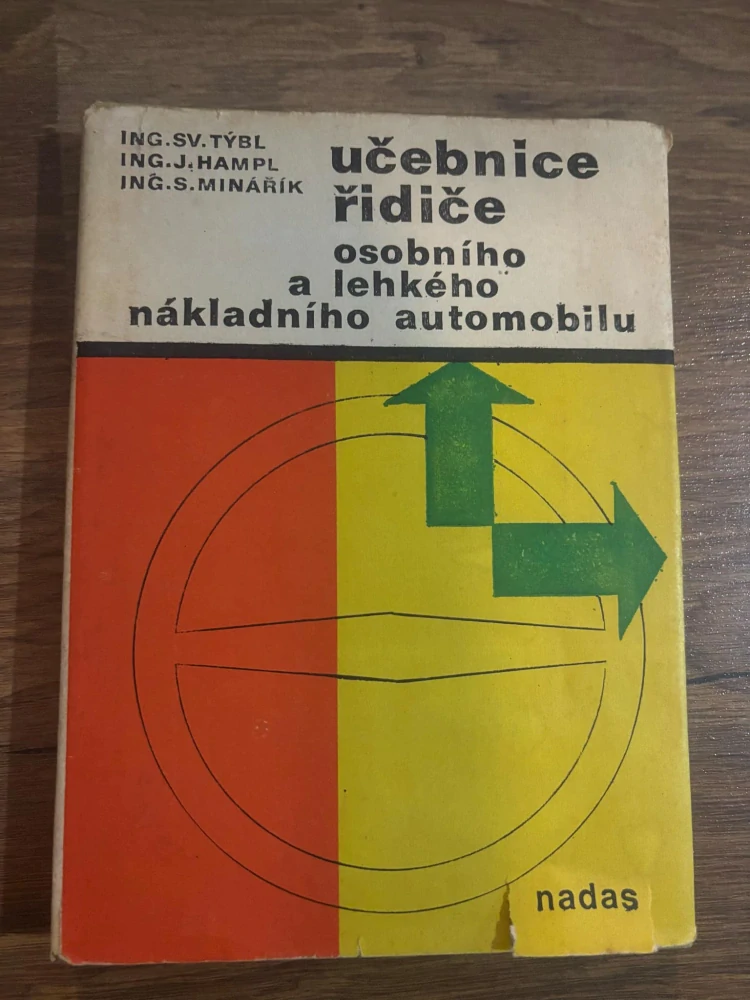 ING.SV.TÝBL
ING.J.HAMPL
ING.S.MINÁŘÍK
učebnice
řidiče
osobního
a lehkého
nákladního automobilu
nadas